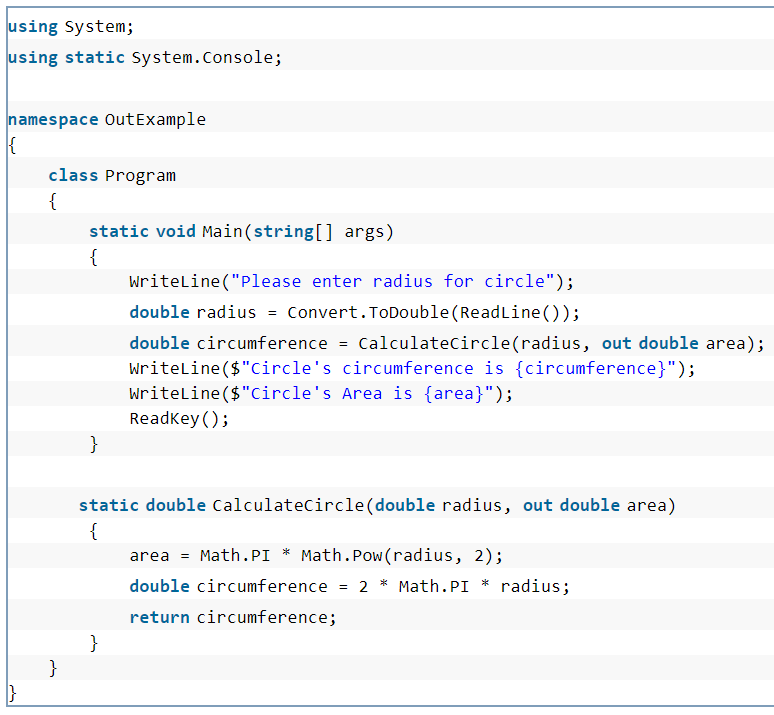 using System;
using static System.Console;

namespace OutExample
{
    class Program
    {
        static void Main(string[] args)
        {
            WriteLine("Please enter radius for circle");
            double radius = Convert.ToDouble(ReadLine());
            double circumference = CalculateCircle(radius, out double area);
            WriteLine($"Circle's circumference is {circumference}");
            WriteLine($"Circle's Area is {area}");
            ReadKey();
        }

       static double CalculateCircle(double radius, out double area)
        {
            area = Math.PI * Math.Pow(radius, 2);
            double circumference = 2 * Math.PI * radius;
            return circumference;
        }
    }
}